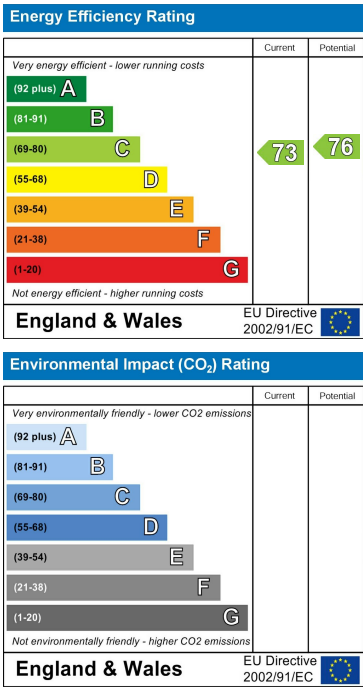 Energy Efficiency Rating
Current Potential
Very energy efficient - lower running costs
(92 plus) A
(81-91) B
(69-80) C 73 76
(55-68) D
(39-54) E
(21-38) F
(1-20) G
Not energy efficient - higher running costs
England & Wales EU Directive 2002/91/EC
Environmental Impact (CO₂) Rating
Current Potential
Very environmentally friendly - lower CO2 emissions
(92 plus) A
(81-91) B
(69-80) C
(55-68) D
(39-54) E
(21-38) F
(1-20) G
Not environmentally friendly - higher CO2 emissions
England & Wales EU Directive 2002/91/EC